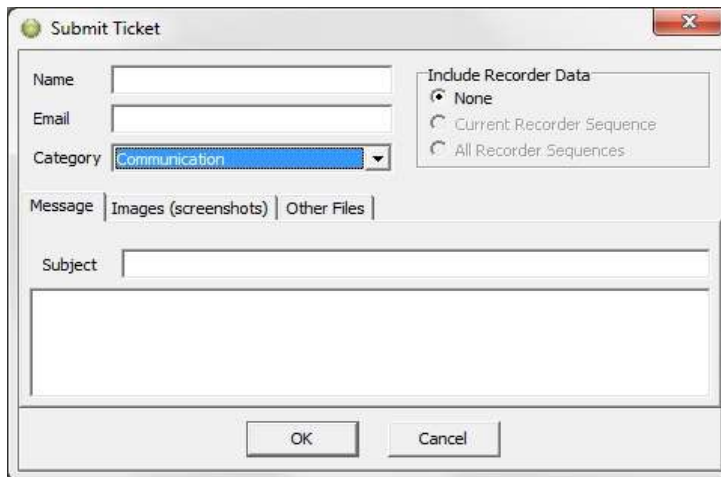 Submit Ticket
Name
Email
Category Communication
Include Recorder Data
None
Current Recorder Sequence
All Recorder Sequences
Message Images (screenshots) Other Files
Subject
OK Cancel